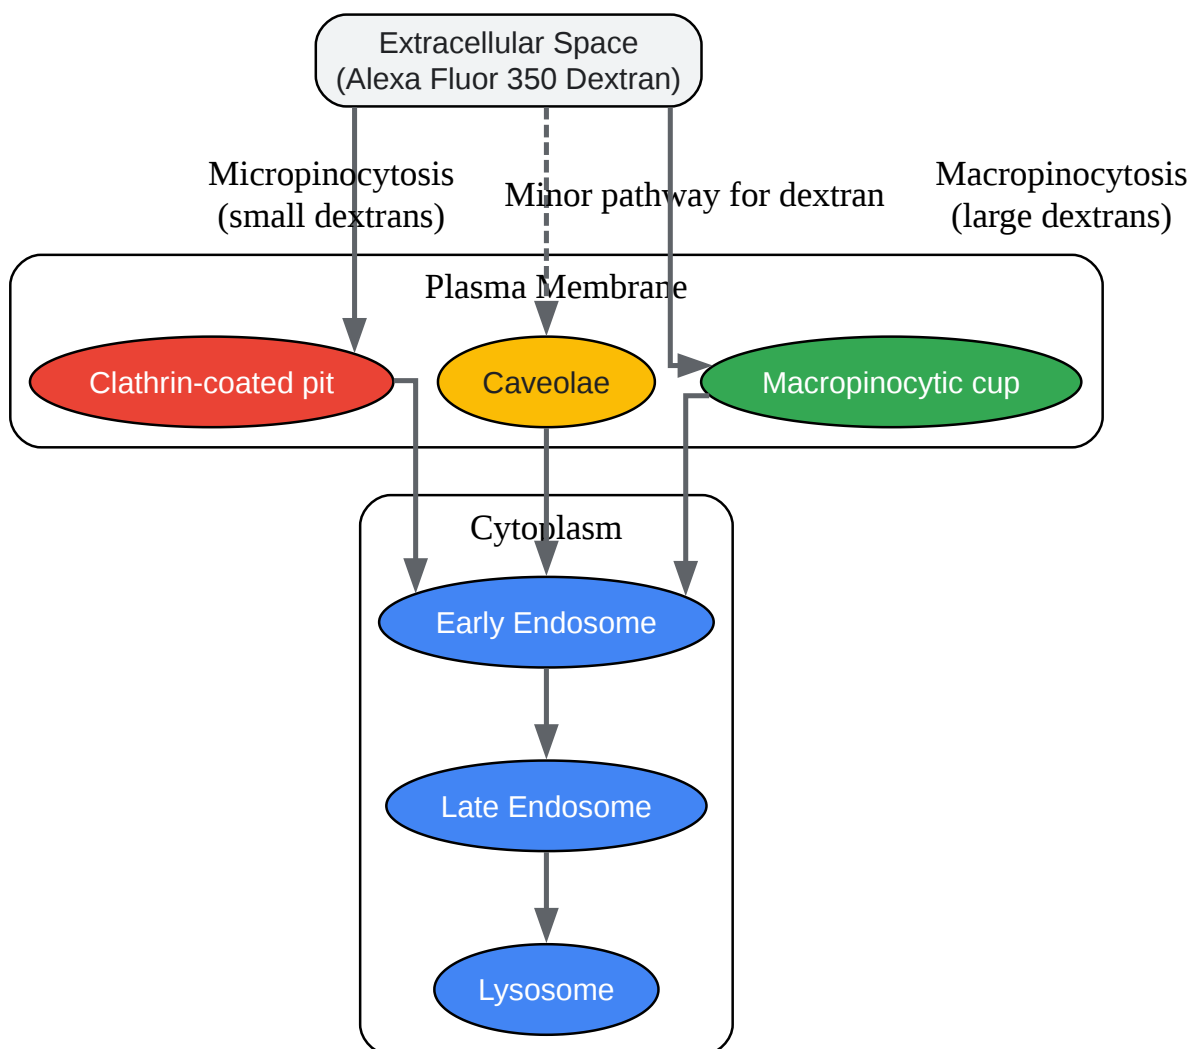 Extracellular Space
(Alexa Fluor 350 Dextran)
Micropinocytosis
(small dextrans)
Minor pathway for dextran
Macropinocytosis
(large dextrans)
Plasma Membrane
Clathrin-coated pit
Caveolae
Macropinocytic cup
Cytoplasm
Early Endosome
Late Endosome
Lysosome